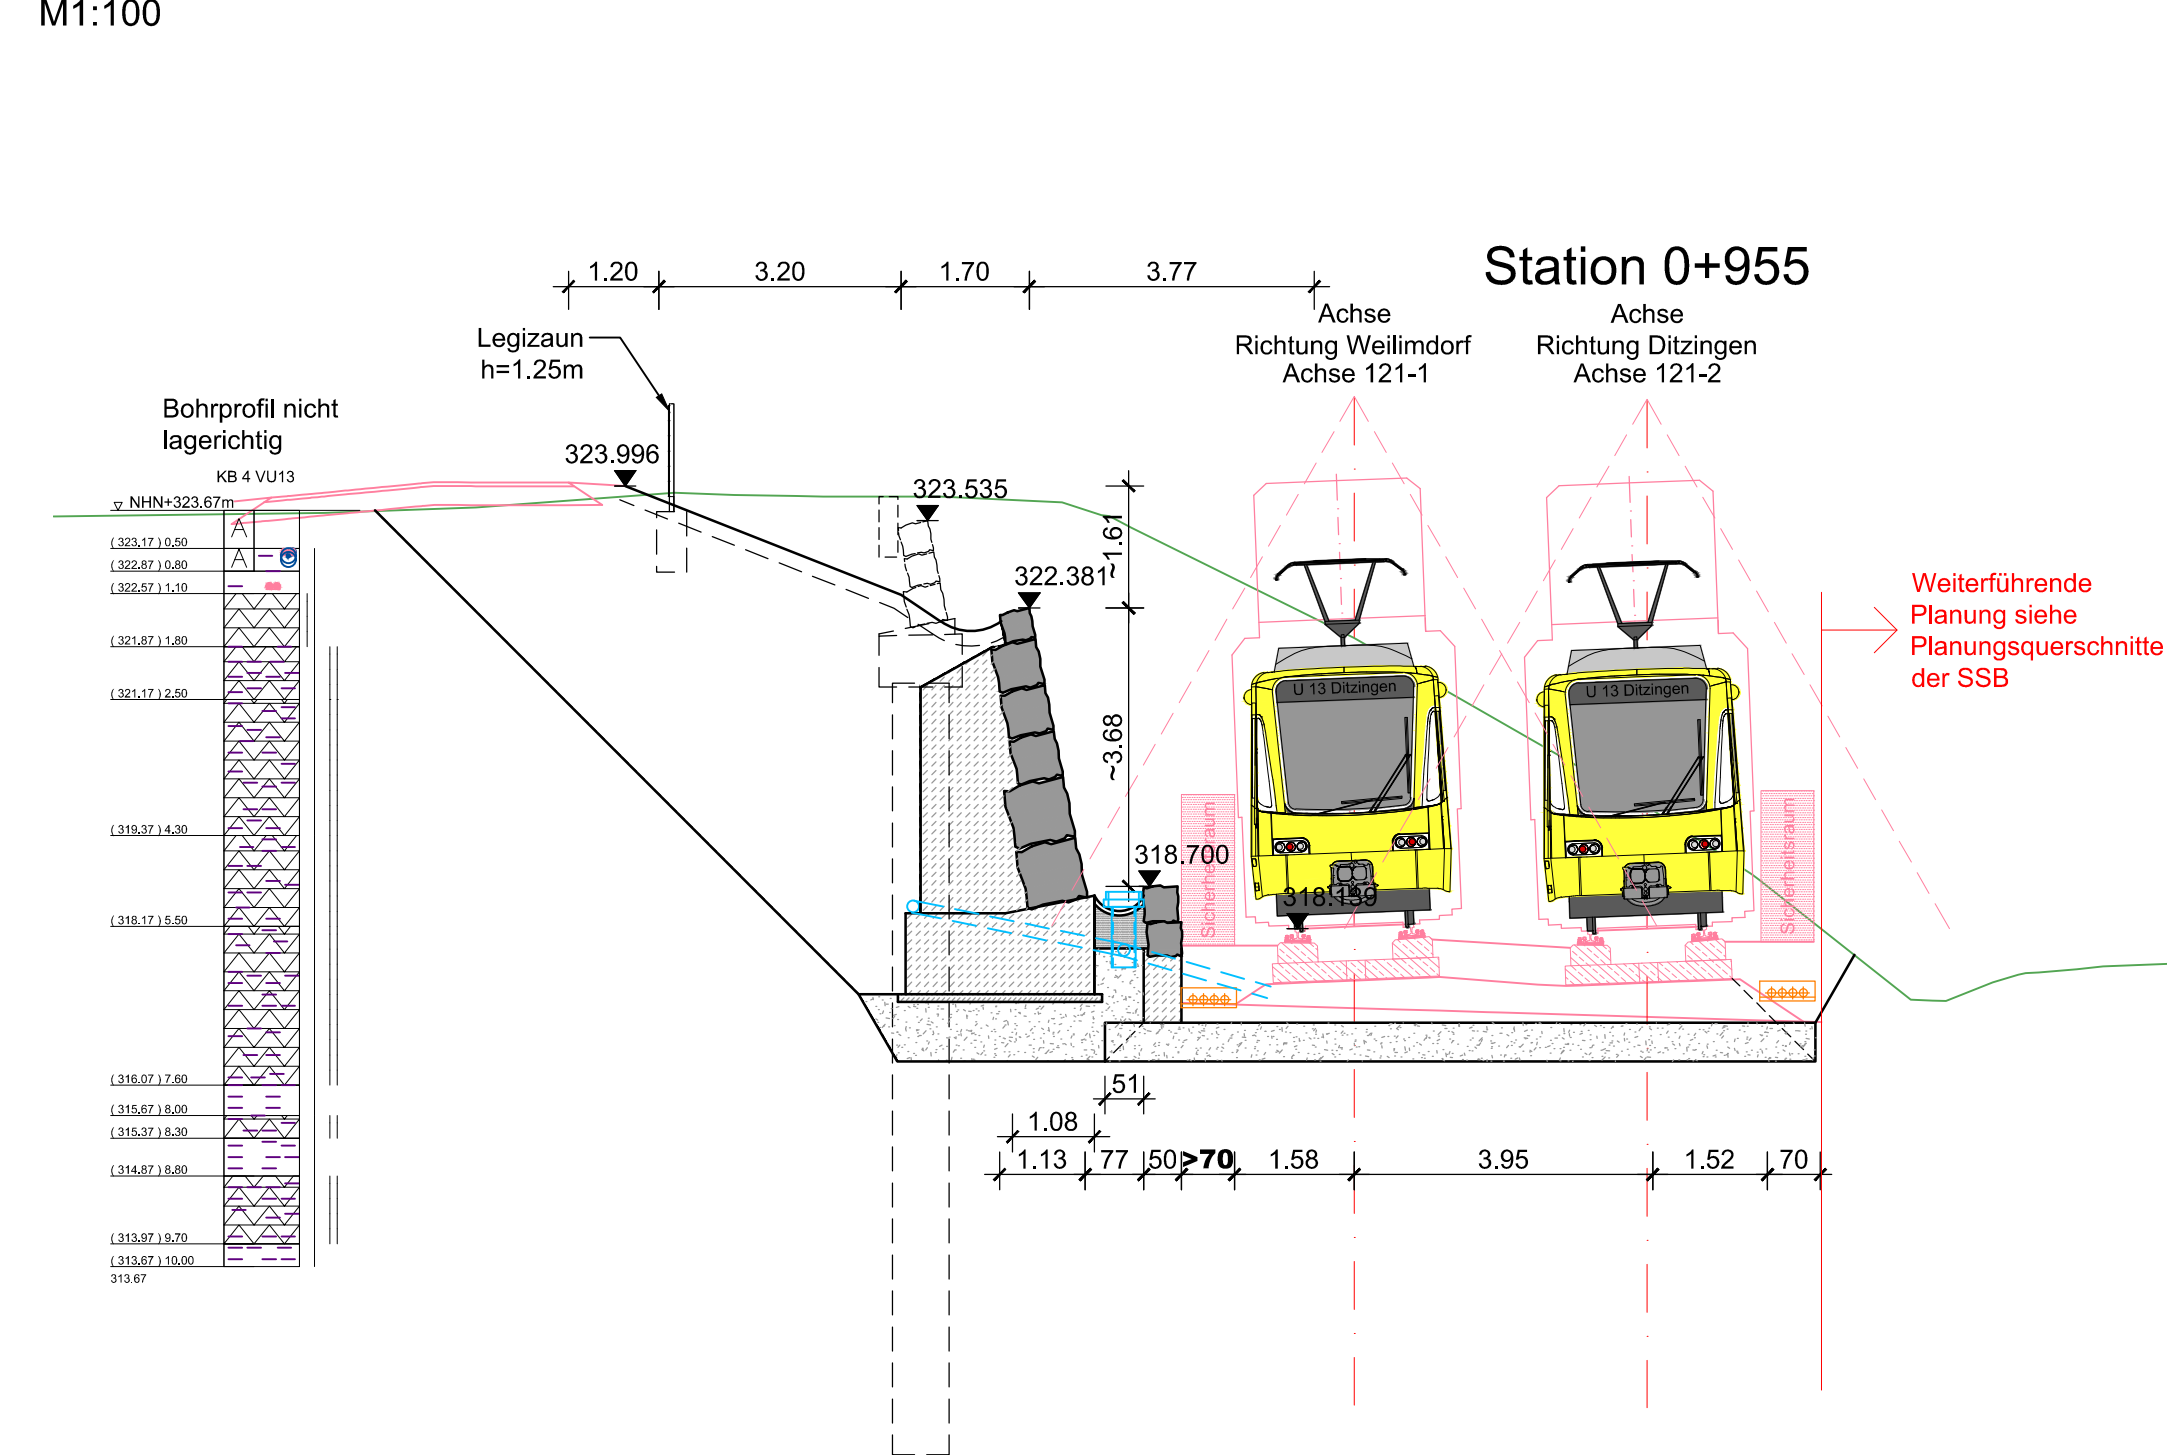 M1:100
Station 0+955
1.20
3.20
1.70
3.77
Achse
Richtung Weilimdorf
Achse 121-1
Achse
Richtung Ditzingen
Achse 121-2
Legizaun
h=1.25m
Bohrprofil nicht
lagerichtig
KB 4 VU13
NHN+323.67m
323.996
323.535
322.381
~1.61
~3.68
318.700
318.139
A
A
( 323.17 ) 0.50
( 322.87 ) 0.80
( 322.57 ) 1.10
( 321.87 ) 1.80
( 321.17 ) 2.50
( 319.37 ) 4.30
( 318.17 ) 5.50
( 316.07 ) 7.60
( 315.67 ) 8.00
( 315.37 ) 8.30
( 314.87 ) 8.80
( 313.97 ) 9.70
( 313.67 ) 10.00
313.67
U 13 Ditzingen
U 13 Ditzingen
Sicherheitsraum
Sicherheitsraum
Weiterführende
Planung siehe
Planungsquerschnitte
der SSB
51
1.08
1.13
77
50
>70
1.58
3.95
1.52
70